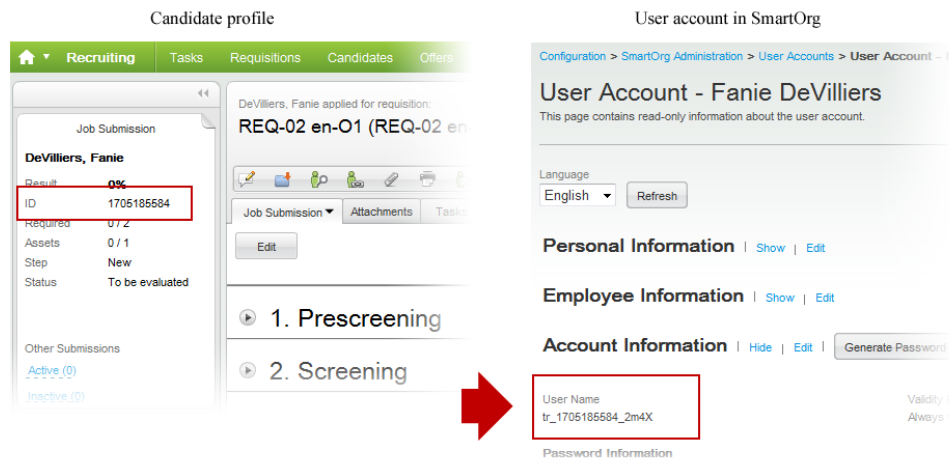 Candidate profile
User account in SmartOrg
Recruiting Tasks Requisitions Candidates Offers
Job Submission
DeVilliers, Fanie
Result 0%
ID 1705185584
Required 0 / 2
Assets 0 / 1
Step New
Status To be evaluated
Other Submissions
Active (0)
Inactive (0)
DeVilliers, Fanie applied for requisition:
REQ-02 en-O1 (REQ-02 en
Job Submission Attachments Tasks
Edit
1. Prescreening
2. Screening
Configuration > SmartOrg Administration > User Accounts > User Account -
User Account - Fanie DeVilliers
This page contains read-only information about the user account.
Language
English Refresh
Personal Information | Show | Edit
Employee Information | Show | Edit
Account Information | Hide | Edit | Generate Password
User Name Validity
tr_1705185584_2m4X Always
Password Information